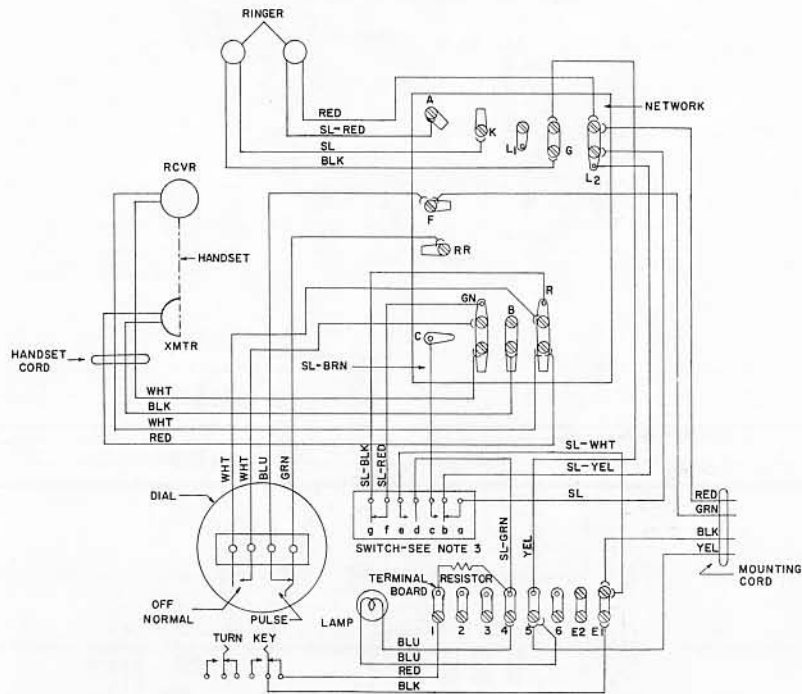 RINGER
RED
SL-RED
SL
BLK
A
K
L1
G
L2
NETWORK
RCVR
F
RR
HANDSET
GN
B
R
C
XMTR
HANDSET CORD
SL-BRN
WHT
BLK
WHT
RED
SL-WHT
SL-YEL
SL
WHT
WHT
BLU
GRN
SL-BLK
SL-RED
SL-GRN
YEL
RED
GRN
BLK
YEL
DIAL
g f e d c b a
SWITCH-SEE NOTE 3
MOUNTING CORD
TERMINAL BOARD
RESISTOR
OFF NORMAL
PULSE
LAMP
1 2 3 4 5 6 E2 E1
TURN KEY
BLU
BLU
RED
BLK